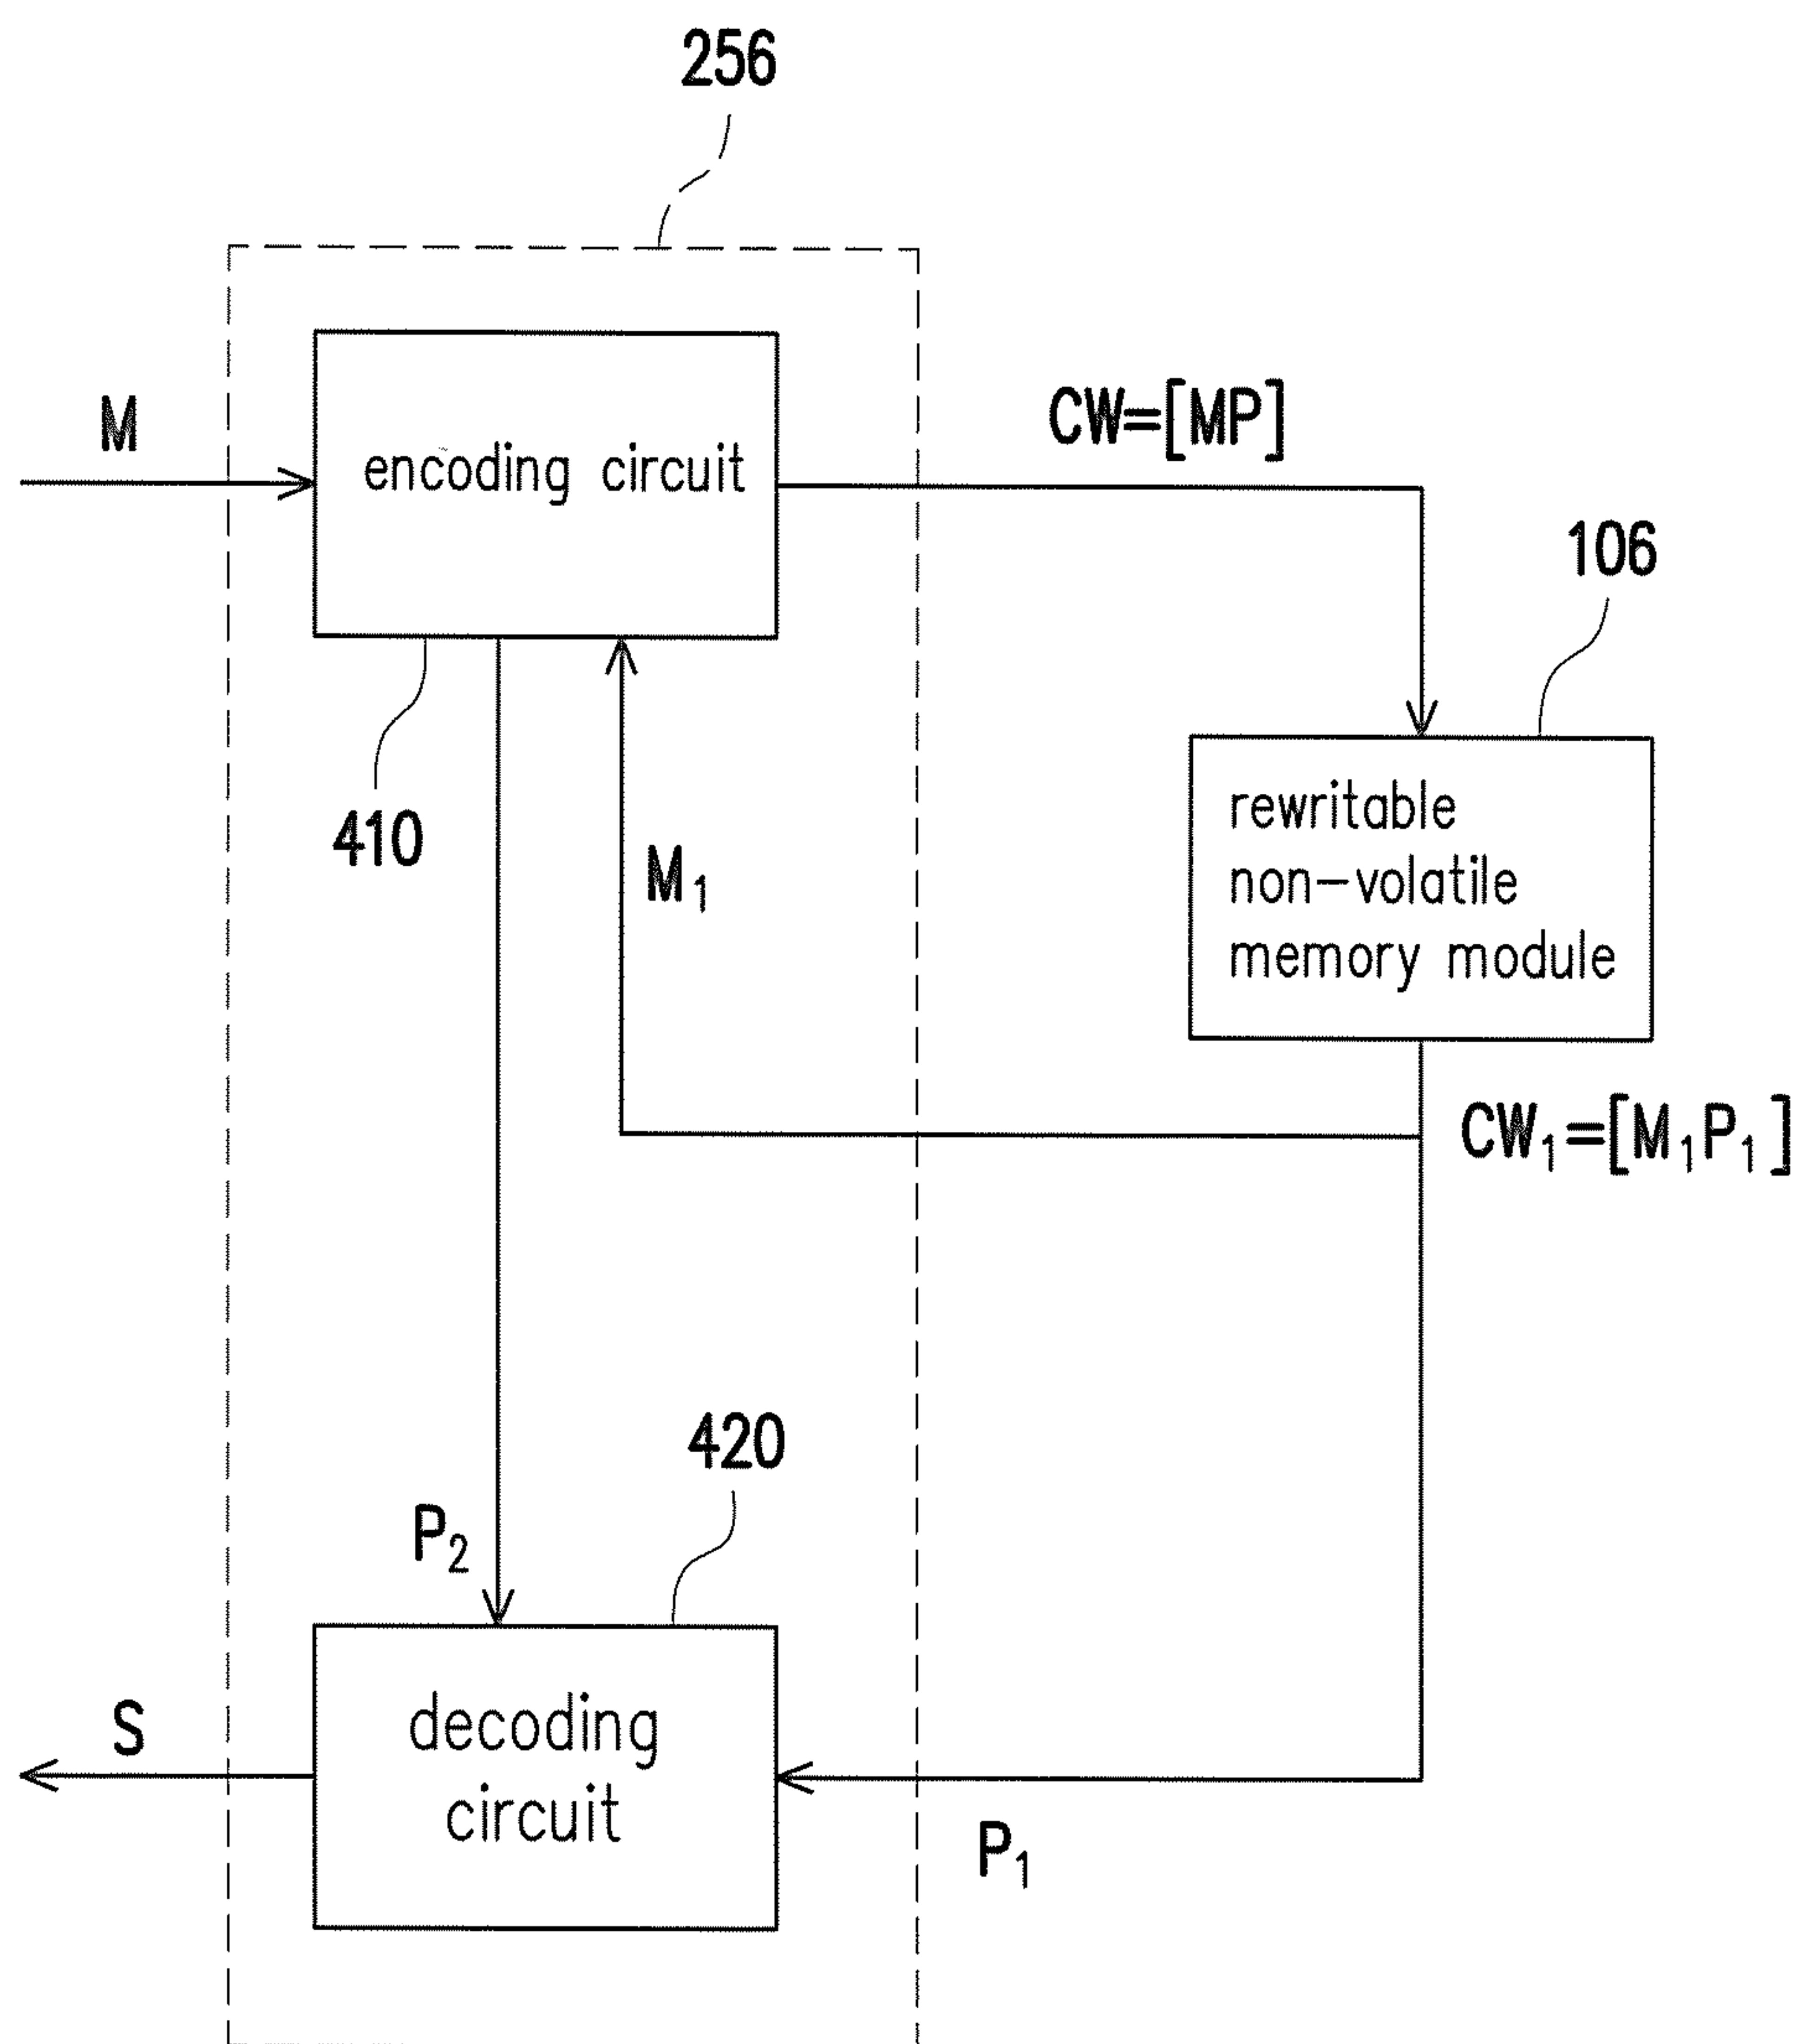 256
M
encoding circuit
CW=[MP]
106
410
M₁
rewritable
non-volatile
memory module
CW₁=[M₁P₁]
420
P₂
S
decoding
circuit
P₁